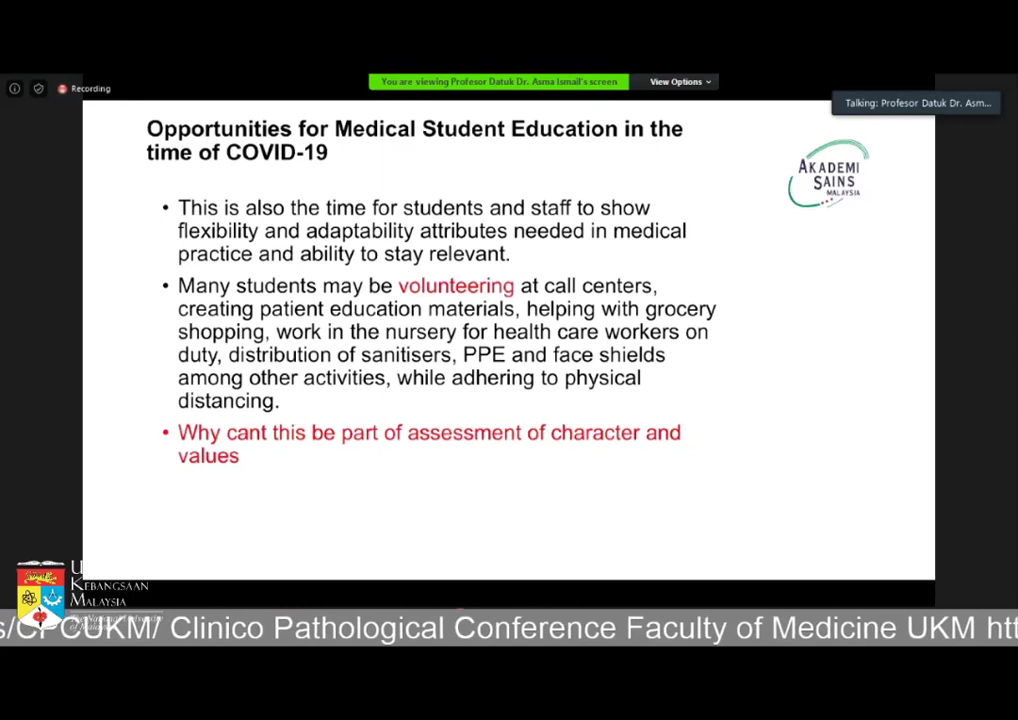 You are viewing Profesor Datuk Dr. Asma Ismail's screen
View Options
Recording
Talking: Profesor Datuk Dr. Asm...
Opportunities for Medical Student Education in the
time of COVID-19
AKADEMI
SAINS
MALAYSIA
• This is also the time for students and staff to show
flexibility and adaptability attributes needed in medical
practice and ability to stay relevant.
• Many students may be volunteering at call centers,
creating patient education materials, helping with grocery
shopping, work in the nursery for health care workers on
duty, distribution of sanitisers, PPE and face shields
among other activities, while adhering to physical
distancing.
• Why cant this be part of assessment of character and
values
U
KEBANGSAAN
MALAYSIA
The National University
of Malaysia
s/CPCUKM/ Clinico Pathological Conference Faculty of Medicine UKM htt